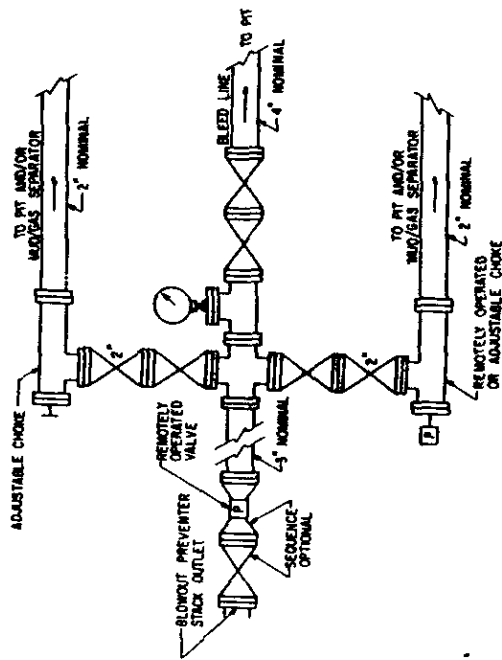 ADJUSTABLE CHOKE
TO PIT AND/OR
MUD/GAS SEPARATOR
2" NOMINAL
2"
BLEED LINE
TO PIT
4" NOMINAL
REMOTELY
OPERATED
VALVE
P
3" NOMINAL
BLOWOUT PREVENTER
STACK OUTLET
SEQUENCE
OPTIONAL
2"
TO PIT AND/OR
MUD/GAS SEPARATOR
2" NOMINAL
P
REMOTELY OPERATED
OR ADJUSTABLE CHOKE